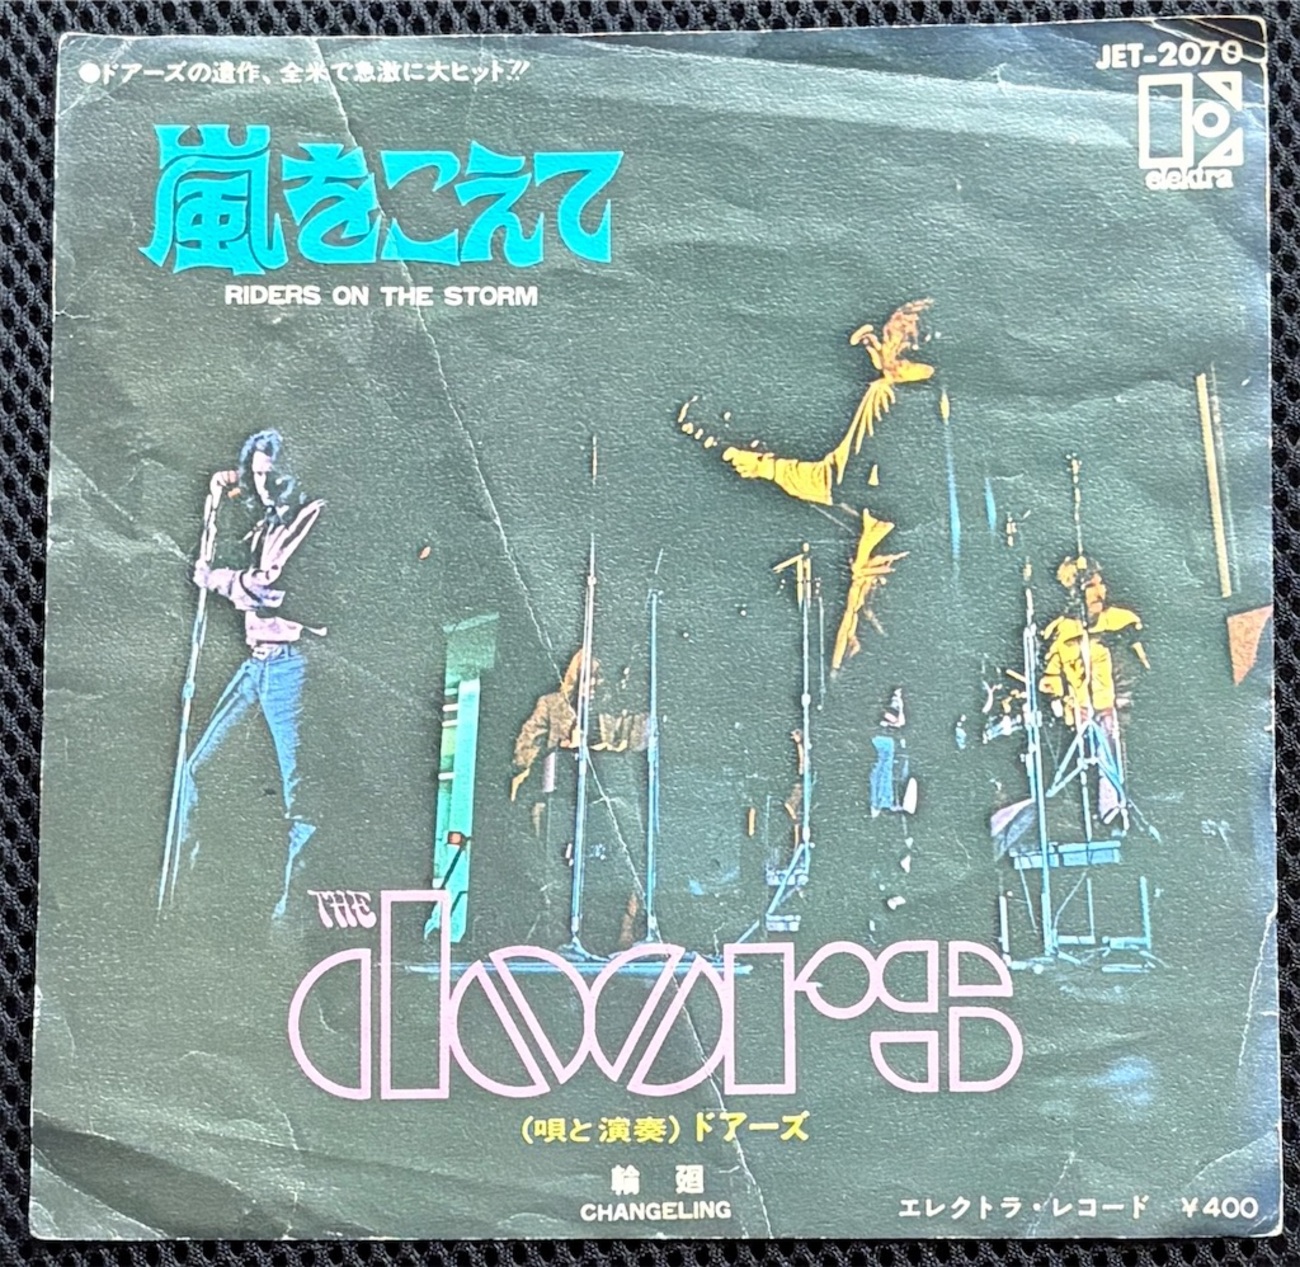 ●ドアーズの遺作、全米で急激に大ヒット!!
JET-2070
elektra
嵐をこえて
RIDERS ON THE STORM
THE
doors
(唄と演奏)ドアーズ
輪廻
CHANGELING
エレクトラ・レコード ¥400